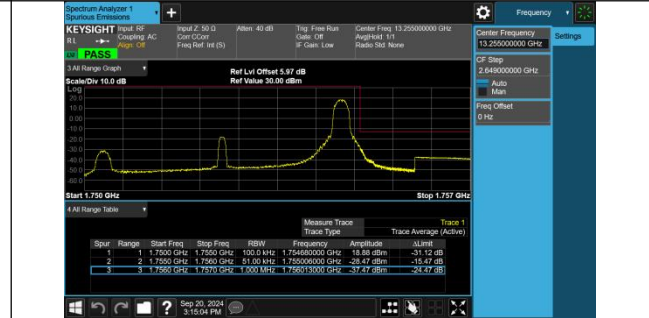 Spectrum Analyzer 1
Spurious Emissions
+
Frequency
KEYSIGHT Input: RF Input Z: 50 Ω Atten: 40 dB Trig: Free Run Center Freq: 13.255000000 GHz
RL Coupling: AC Corr CCorr Gate: Off Avg|Hold: 1/1
Align: Off Freq Ref: Int (S) IF Gain: Low Radio Std: None
PASS
Center Frequency
13.255000000 GHz
Settings
CF Step
2.649000000 GHz
Auto
Man
Freq Offset
0 Hz
3 All Range Graph
Ref Lvl Offset 5.97 dB
Scale/Div 10.0 dB Ref Value 30.00 dBm
Log
20.0
10.0
0.00
-10.0
-20.0
-30.0
-40.0
-50.0
-60.0
Start 1.750 GHz Stop 1.757 GHz
4 All Range Table
Measure Trace Trace 1
Trace Type Trace Average (Active)
Spur Range Start Freq Stop Freq RBW Frequency Amplitude ΔLimit
1 1 1.7500 GHz 1.7550 GHz 100.0 kHz 1.754680000 GHz 18.88 dBm -31.12 dB
2 2 1.7550 GHz 1.7560 GHz 51.00 kHz 1.755006000 GHz -28.47 dBm -15.47 dB
3 3 1.7560 GHz 1.7570 GHz 1.000 MHz 1.756013000 GHz -37.47 dBm -24.47 dB
? Sep 20, 2024
3:15:04 PM